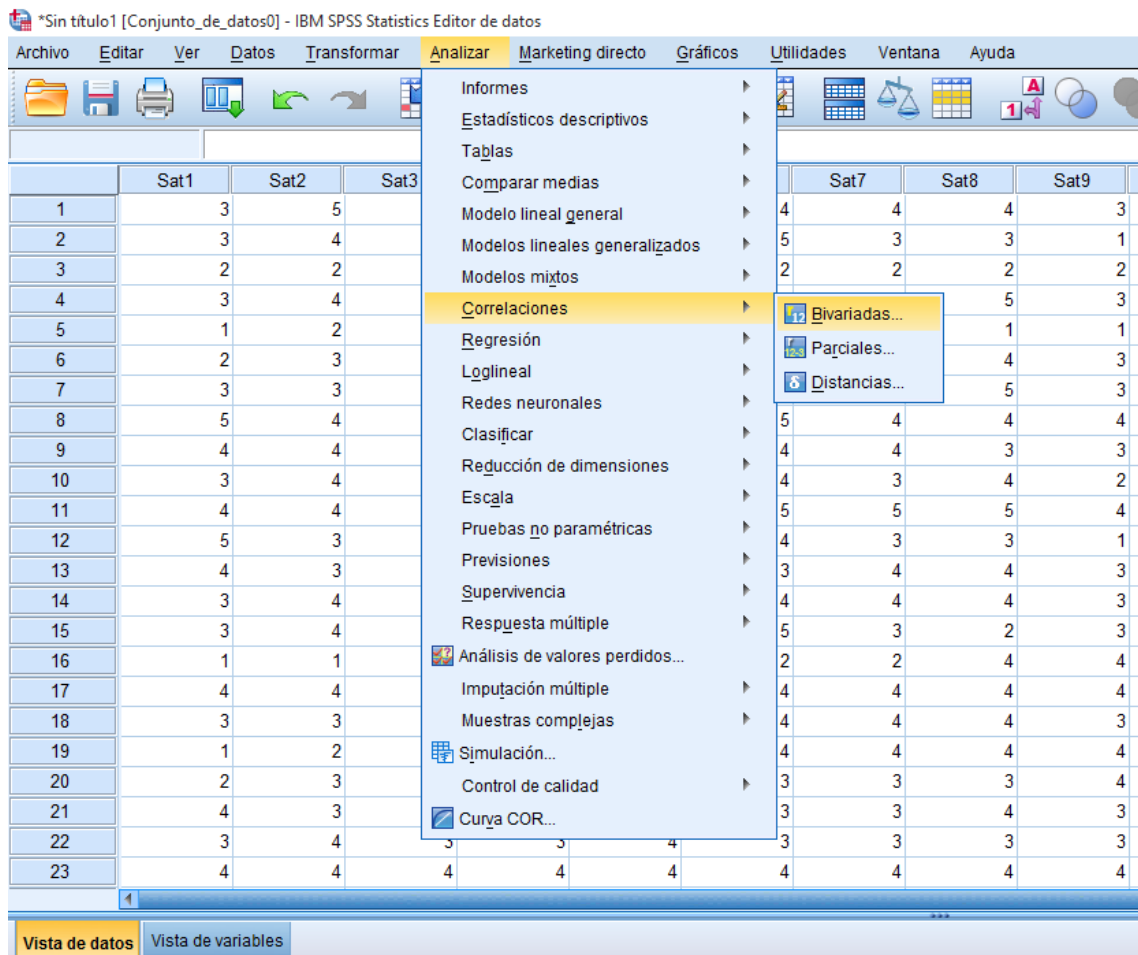 *Sin título1 [Conjunto_de_datos0] - IBM SPSS Statistics Editor de datos
Archivo Editar Ver Datos Transformar Analizar Marketing directo Gráficos Utilidades Ventana Ayuda
A
1
Informes
Estadísticos descriptivos
Tablas
Comparar medias
Modelo lineal general
Modelos lineales generalizados
Modelos mixtos
Correlaciones
Regresión
Loglineal
Redes neuronales
Clasificar
Reducción de dimensiones
Escala
Pruebas no paramétricas
Previsiones
Supervivencia
Respuesta múltiple
Análisis de valores perdidos...
Imputación múltiple
Muestras complejas
Simulación...
Control de calidad
Curva COR...
Bivariadas...
Parciales...
Distancias...
Sat1 Sat2 Sat3 Sat7 Sat8 Sat9
1 3 5 4 4 4 3
2 3 4 5 3 3 1
3 2 2 2 2 2 2
4 3 4 5 3
5 1 2 1 1
6 2 3 4 3
7 3 3 5 3
8 5 4 5 4 4 4
9 4 4 4 4 3 3
10 3 4 4 3 4 2
11 4 4 5 5 5 4
12 5 3 4 3 3 1
13 4 3 3 4 4 3
14 3 4 4 4 4 3
15 3 4 5 3 2 3
16 1 1 2 2 4 4
17 4 4 4 4 4 4
18 3 3 4 4 4 3
19 1 2 4 4 4 4
20 2 3 3 3 3 4
21 4 3 3 3 4 3
22 3 4 3 3 4 3 3 3 3
23 4 4 4 4 4 4 4 4 4
Vista de datos Vista de variables